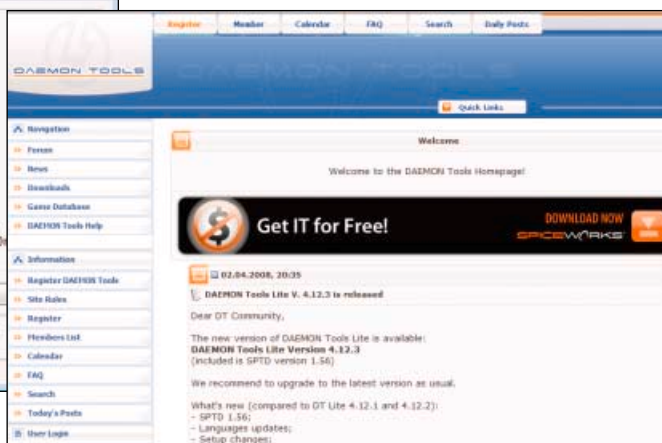 Register Member Calendar FAQ Search Daily Posts
DAEMON TOOLS
DAEMON TOOLS
Quick Links
Navigation
Forum
News
Downloads
Game Database
DAEMON Tools Help
Information
Register DAEMON Tools
Site Rules
Register
Members List
Calendar
FAQ
Search
Today's Posts
User Login
Welcome
Welcome to the DAEMON Tools Homepage!
Get IT for Free!
DOWNLOAD NOW
SPICEWORKS
02.04.2008, 20:35
DAEMON Tools Lite V. 4.12.3 is released
Dear DT Community,
The new version of DAEMON Tools Lite is available:
DAEMON Tools Lite Version 4.12.3
(included is SPTD version 1.56)
We recommend to upgrade to the latest version as usual.
What's new (compared to DT Lite 4.12.1 and 4.12.2):
- SPTD 1.56;
- Languages updates;
- Setup changes;